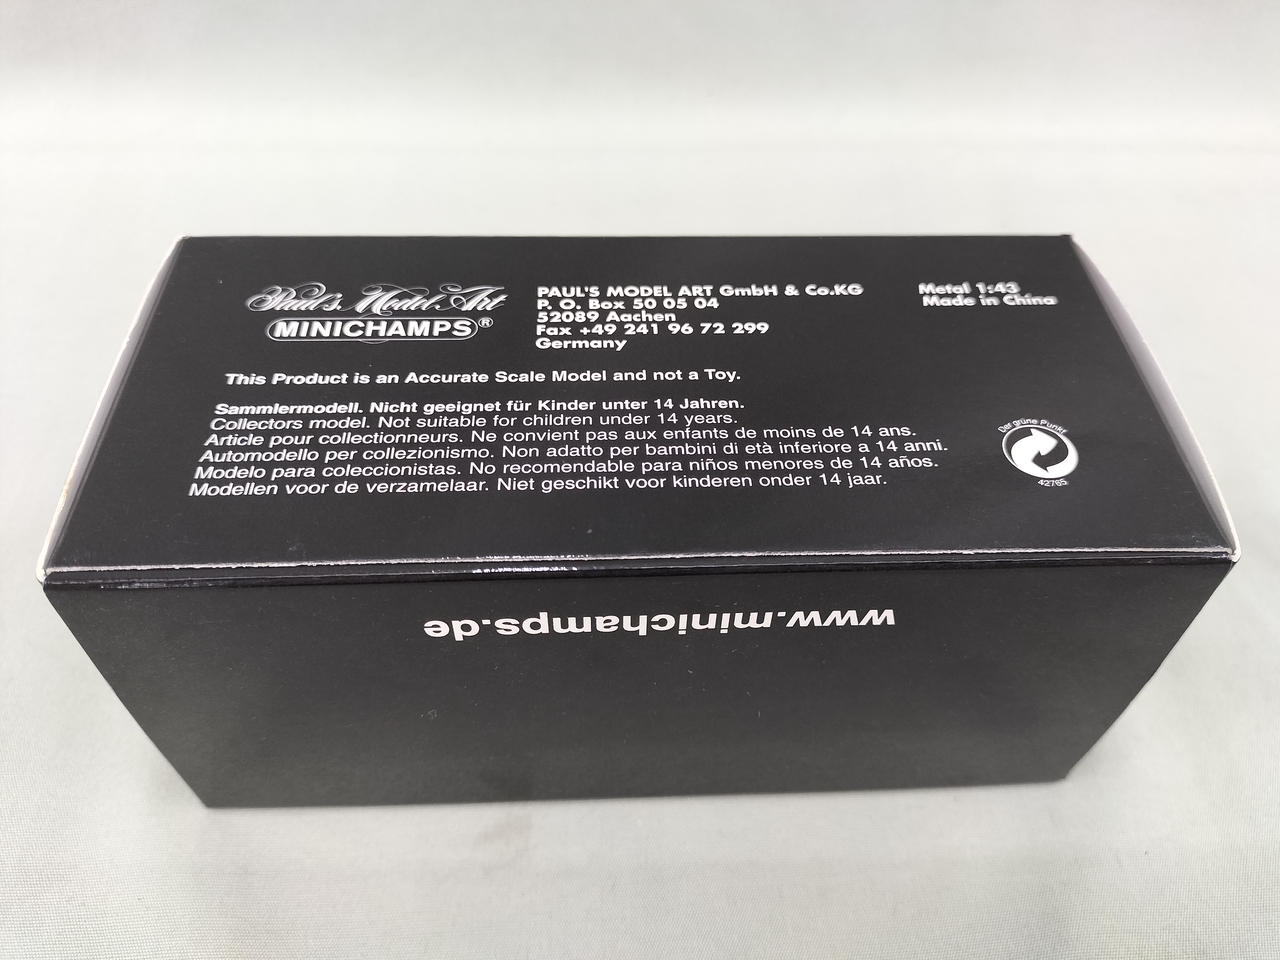 Paul's Model Art
MINICHAMPS®
PAUL'S MODEL ART GmbH & Co.KG
P. O. Box 50 05 04
52089 Aachen
Fax +49 241 96 72 299
Germany
Metal 1:43
Made in China
This Product is an Accurate Scale Model and not a Toy.
Sammlermodell. Nicht geeignet für Kinder unter 14 Jahren.
Collectors model. Not suitable for children under 14 years.
Article pour collectionneurs. Ne convient pas aux enfants de moins de 14 ans.
Automodello per collezionismo. Non adatto per bambini di età inferiore a 14 anni.
Modelo para coleccionistas. No recomendable para niños menores de 14 años.
Modellen voor de verzamelaar. Niet geschikt voor kinderen onder 14 jaar.
Der grüne Punkt
42765
www.minichamps.de